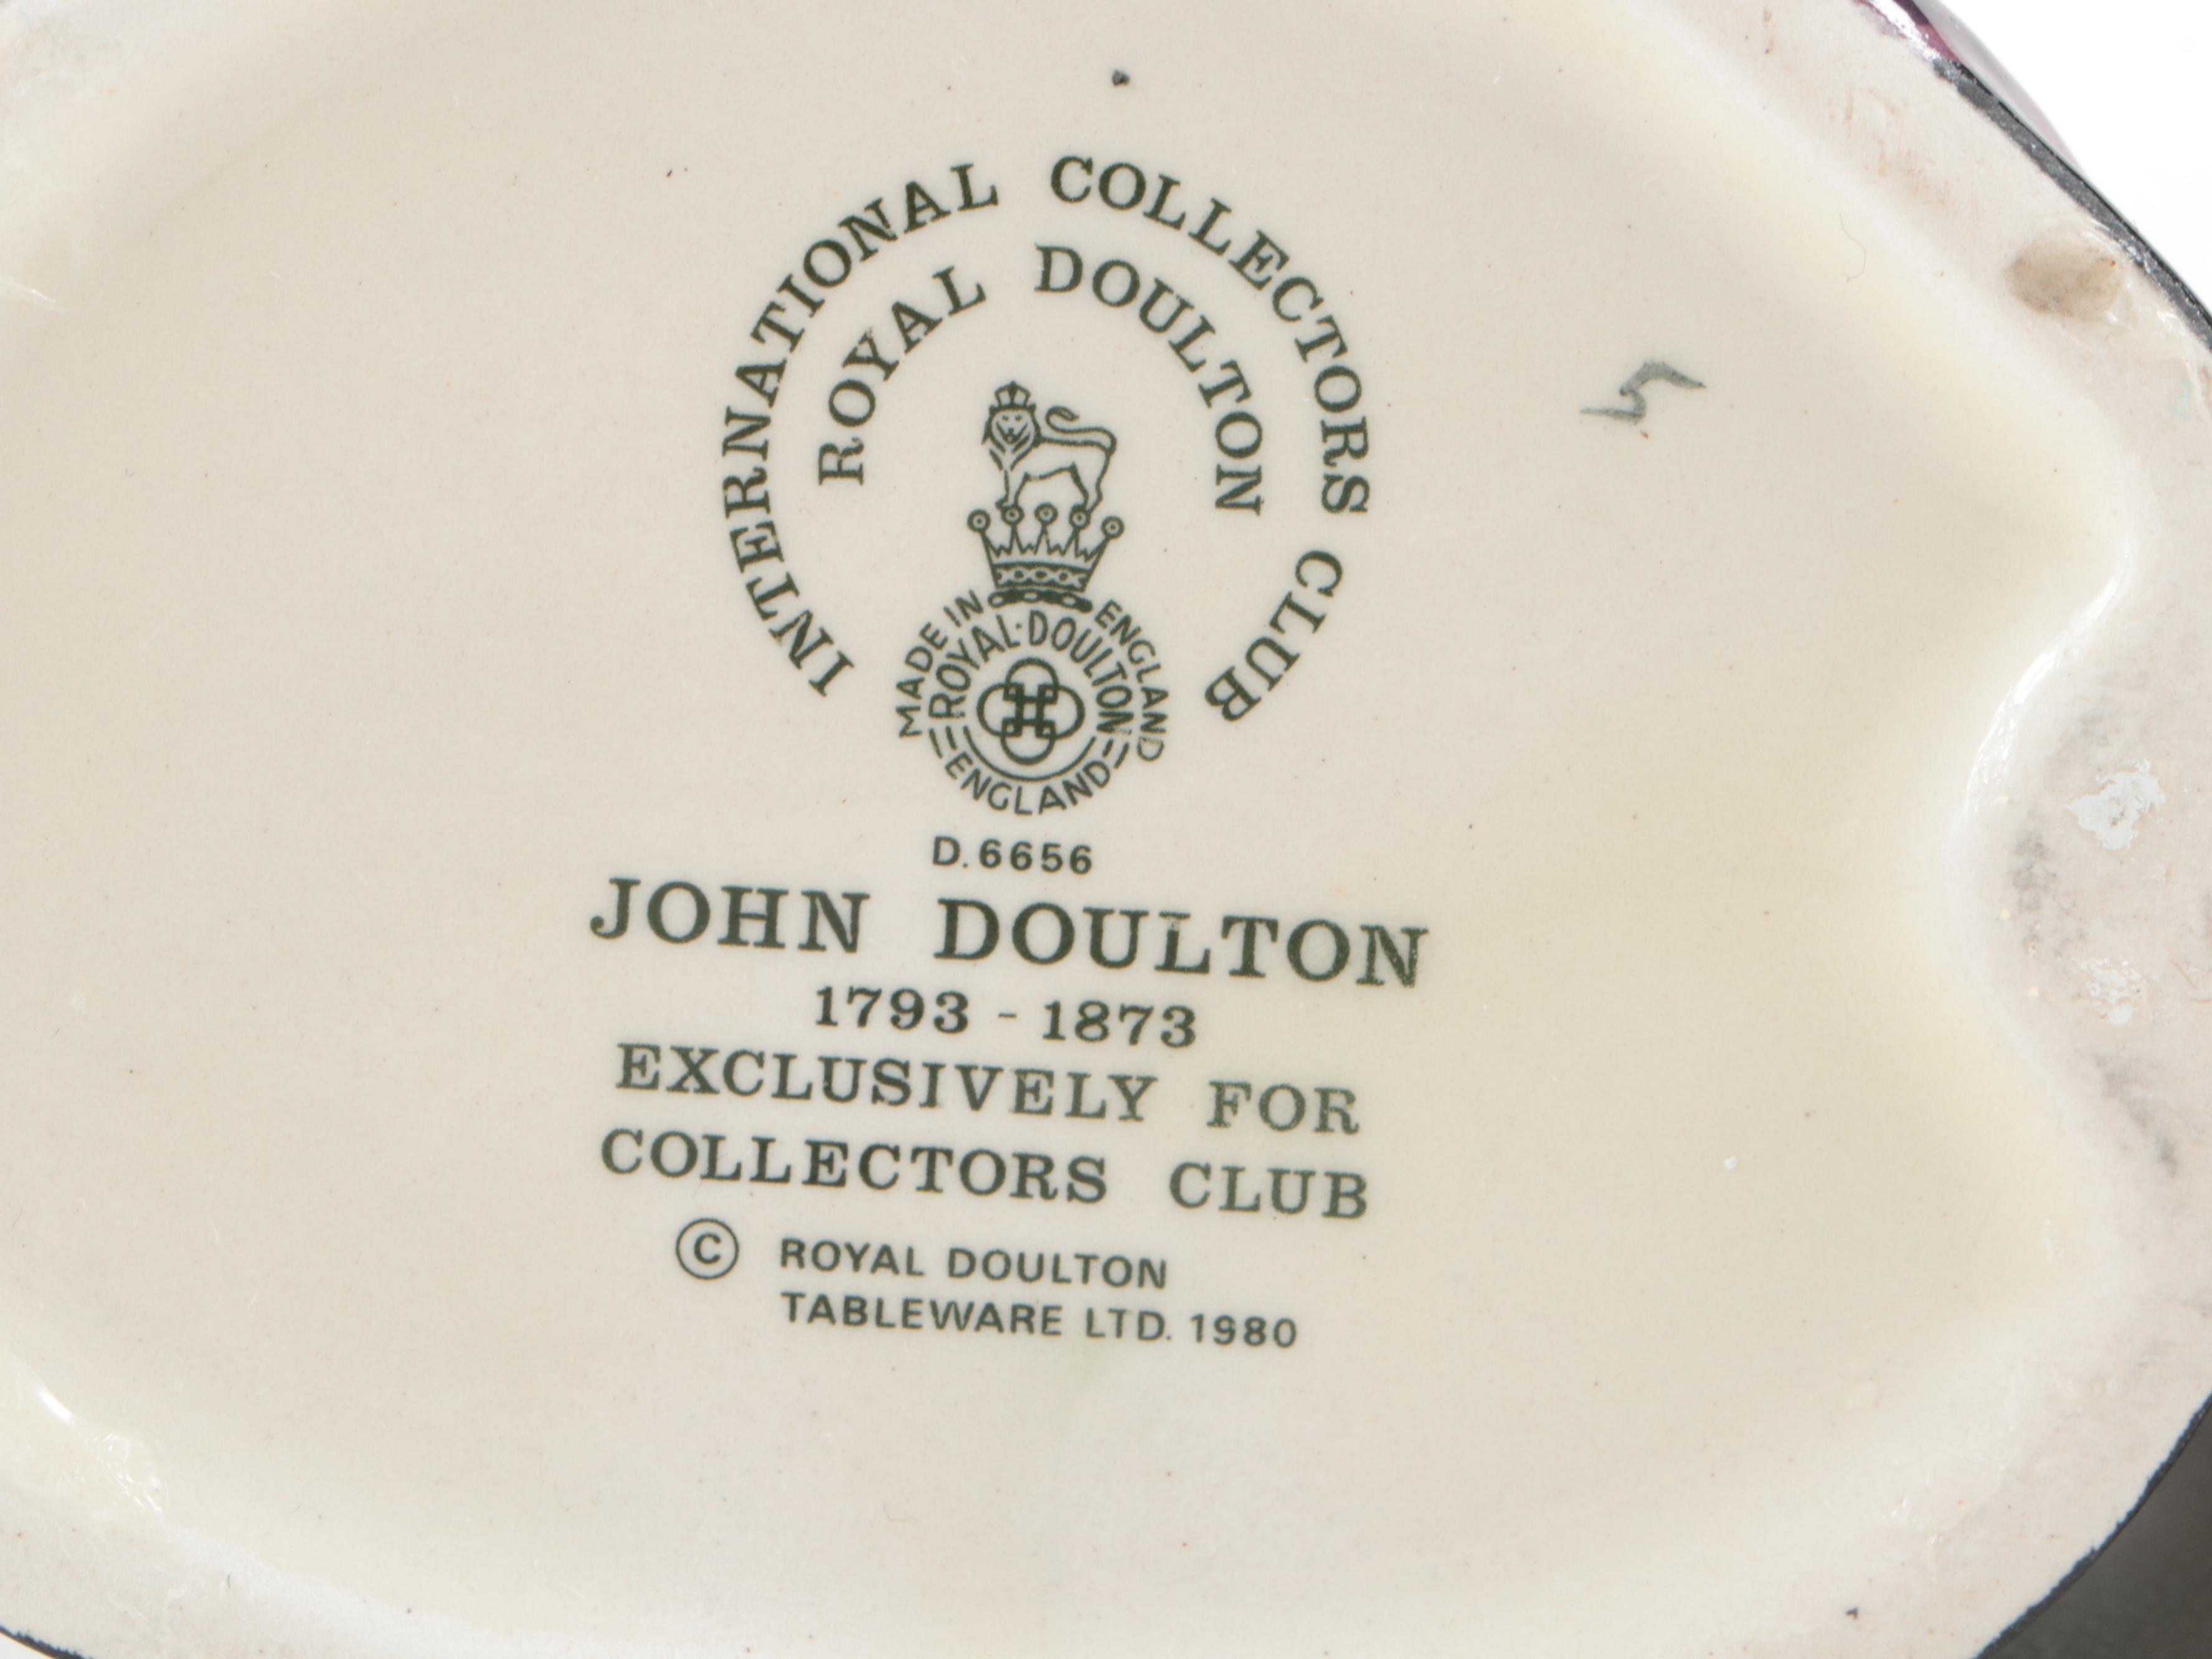 INTERNATIONAL COLLECTORS CLUB
ROYAL DOULTON
MADE IN ENGLAND
ROYAL·DOULTON
ENGLAND
D.6656
JOHN DOULTON
1793 - 1873
EXCLUSIVELY FOR
COLLECTORS CLUB
© ROYAL DOULTON
TABLEWARE LTD. 1980